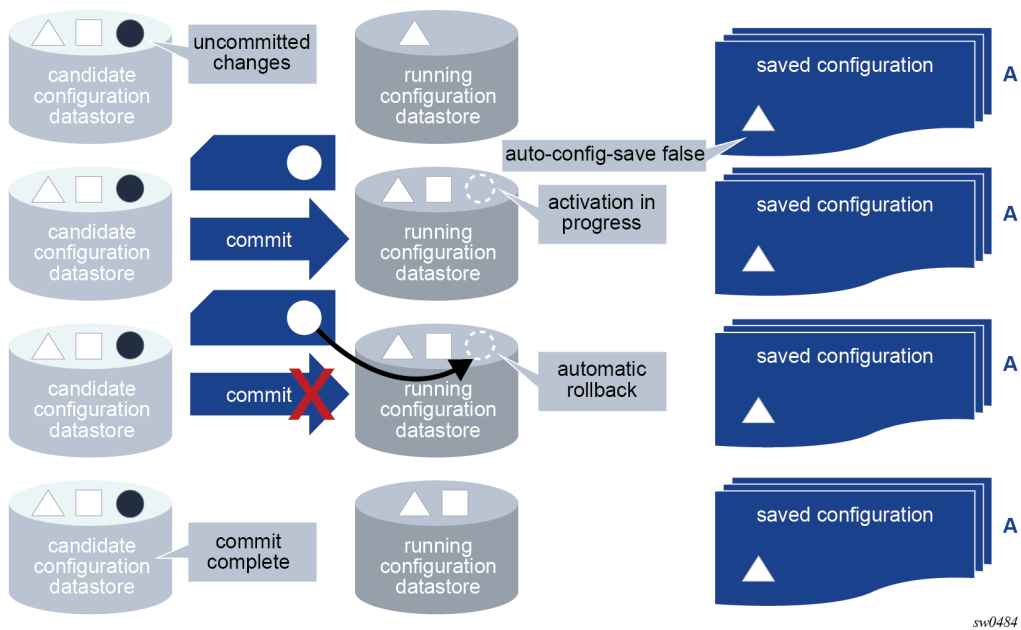 uncommitted
changes
candidate
configuration
datastore
running
configuration
datastore
saved configuration
A
auto-config-save false
candidate
configuration
datastore
commit
running
configuration
datastore
activation in
progress
saved configuration
A
candidate
configuration
datastore
commit
running
configuration
datastore
automatic
rollback
saved configuration
A
candidate
configuration
datastore
commit
complete
running
configuration
datastore
saved configuration
A
sw0484